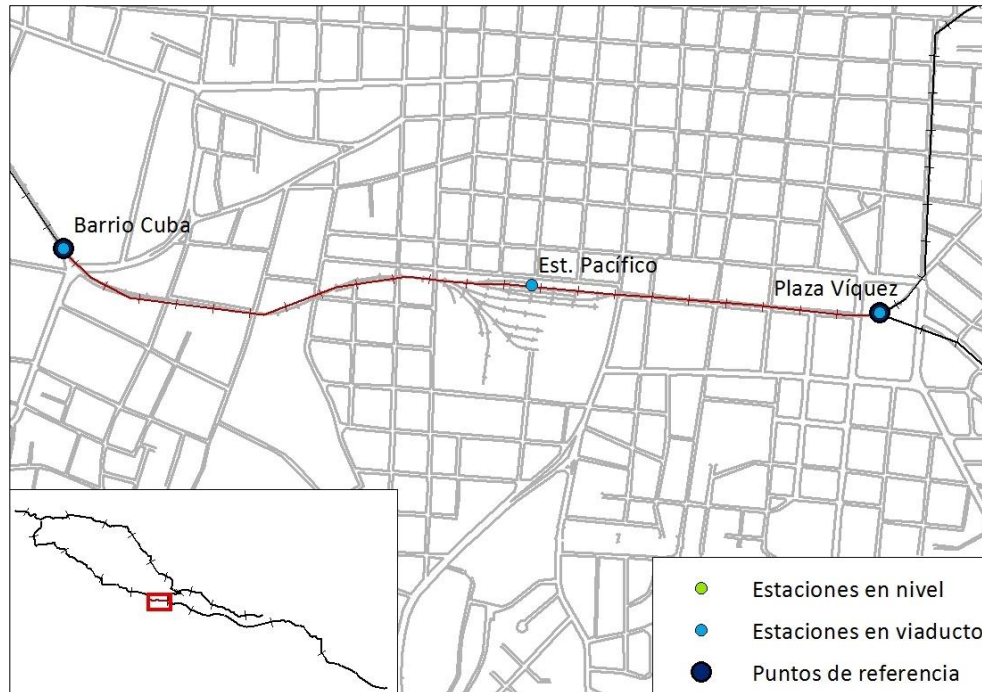 Barrio Cuba
Est. Pacífico
Plaza Víquez
Estaciones en nivel
Estaciones en viaducto
Puntos de referencia